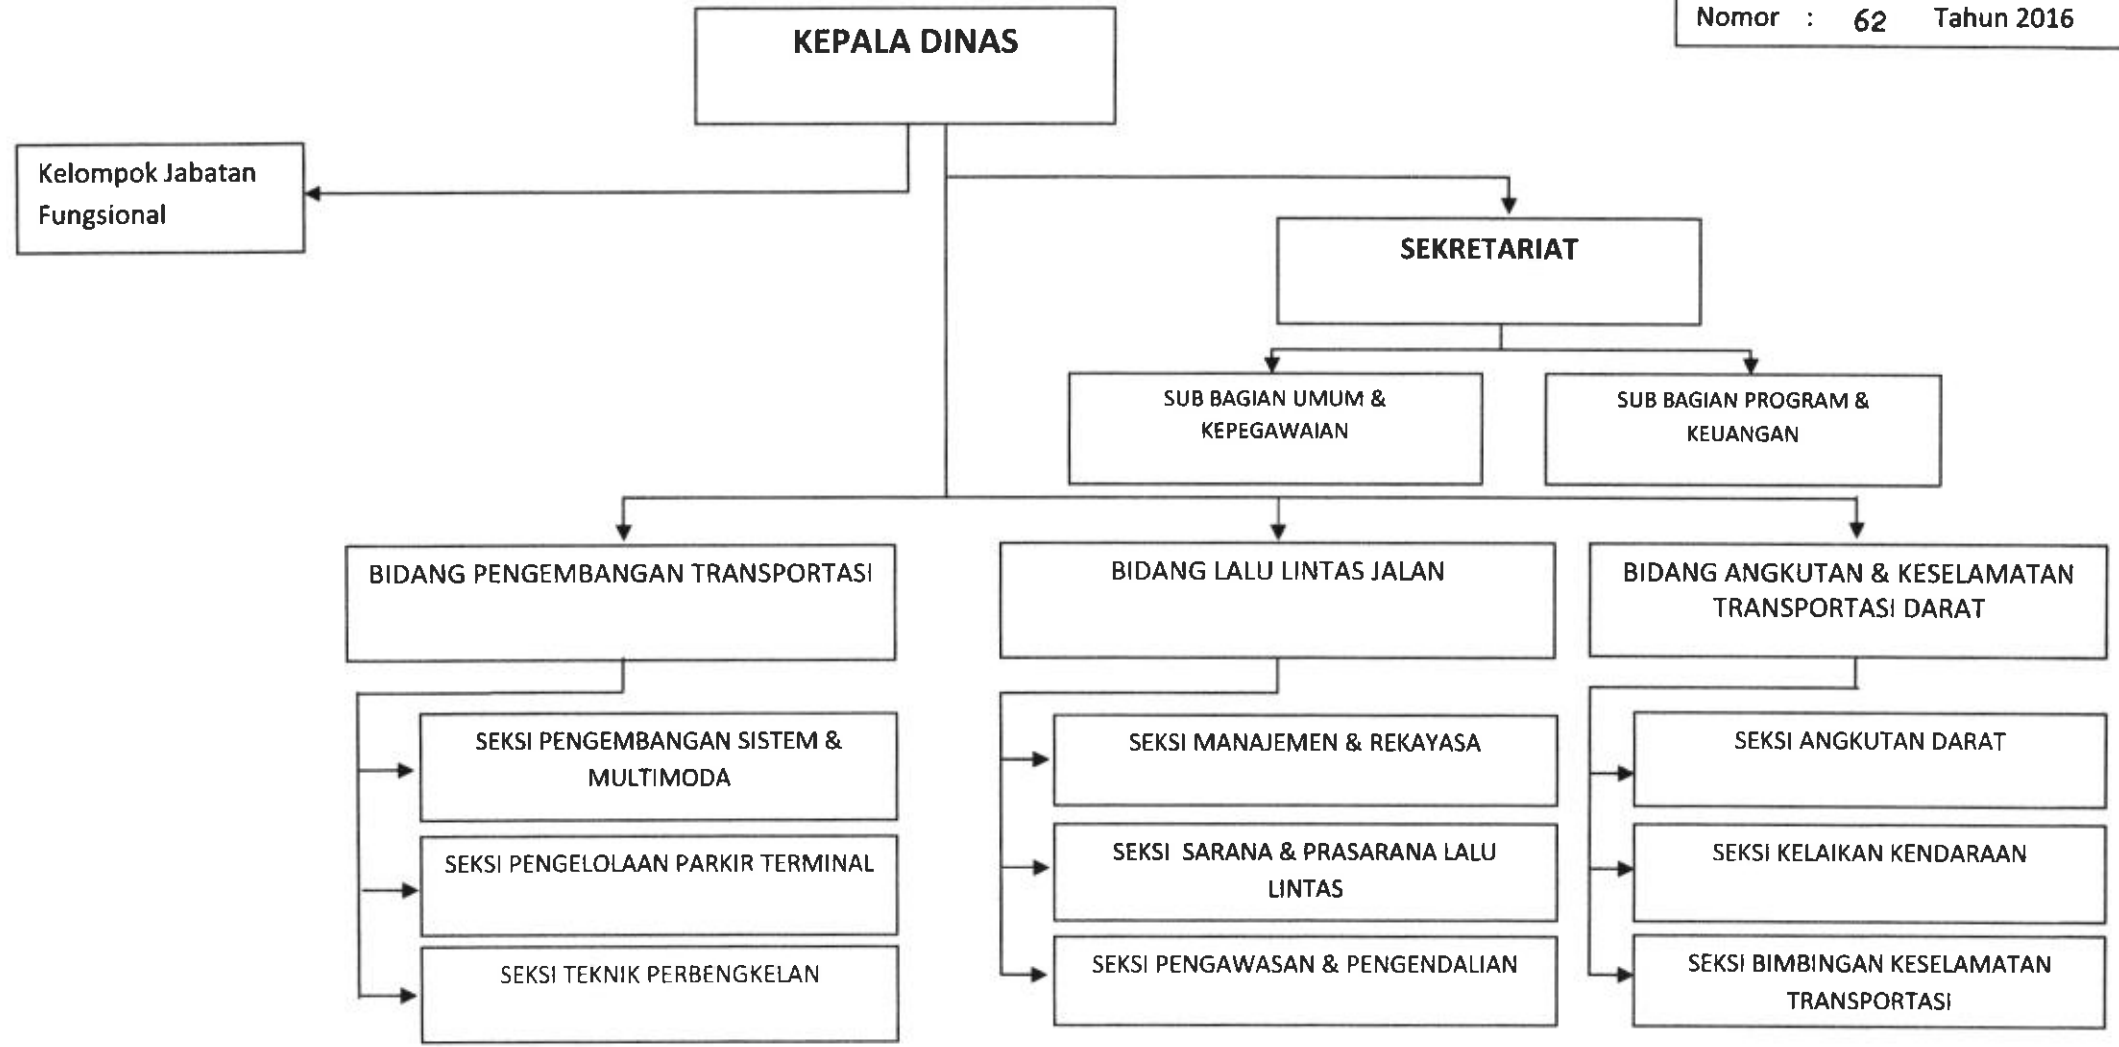 Nomor : 62 Tahun 2016
KEPALA DINAS
Kelompok Jabatan
Fungsional
SEKRETARIAT
SUB BAGIAN UMUM &
KEPEGAWAIAN
SUB BAGIAN PROGRAM &
KEUANGAN
BIDANG PENGEMBANGAN TRANSPORTASI
BIDANG LALU LINTAS JALAN
BIDANG ANGKUTAN & KESELAMATAN
TRANSPORTASI DARAT
SEKSI PENGEMBANGAN SISTEM &
MULTIMODA
SEKSI PENGELOLAAN PARKIR TERMINAL
SEKSI TEKNIK PERBENGKELAN
SEKSI MANAJEMEN & REKAYASA
SEKSI SARANA & PRASARANA LALU
LINTAS
SEKSI PENGAWASAN & PENGENDALIAN
SEKSI ANGKUTAN DARAT
SEKSI KELAIKAN KENDARAAN
SEKSI BIMBINGAN KESELAMATAN
TRANSPORTASI